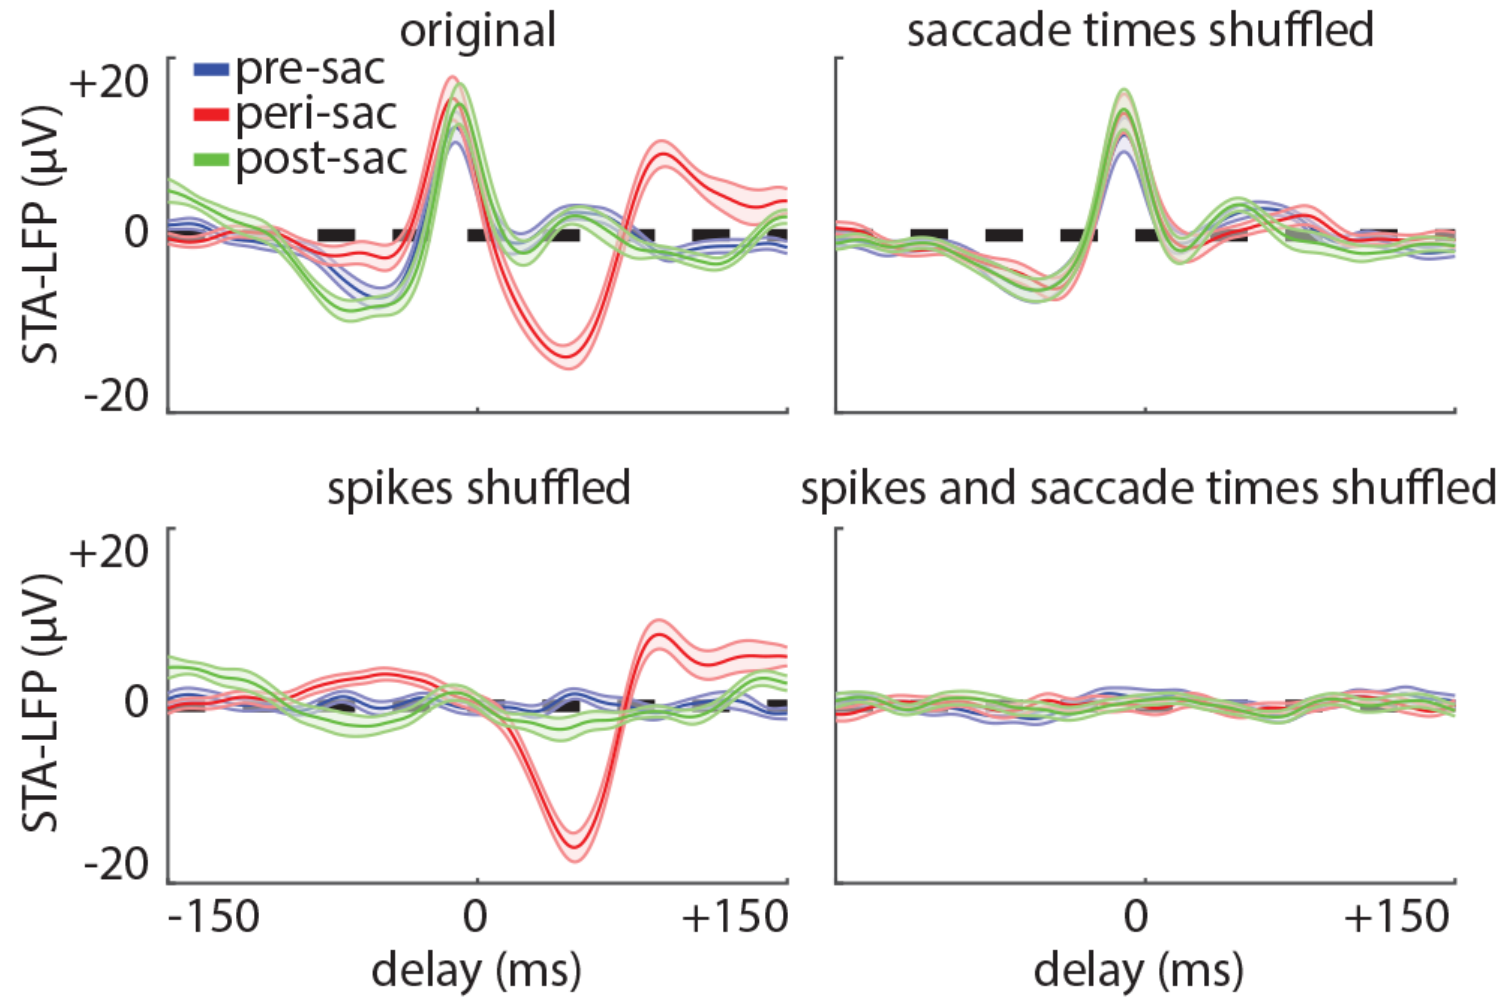 original
saccade times shuffled
+20
0
-20
STA-LFP (µV)
pre-sac
peri-sac
post-sac
spikes shuffled
spikes and saccade times shuffled
+20
0
-20
STA-LFP (µV)
-150 0 +150
0 +150
delay (ms)
delay (ms)